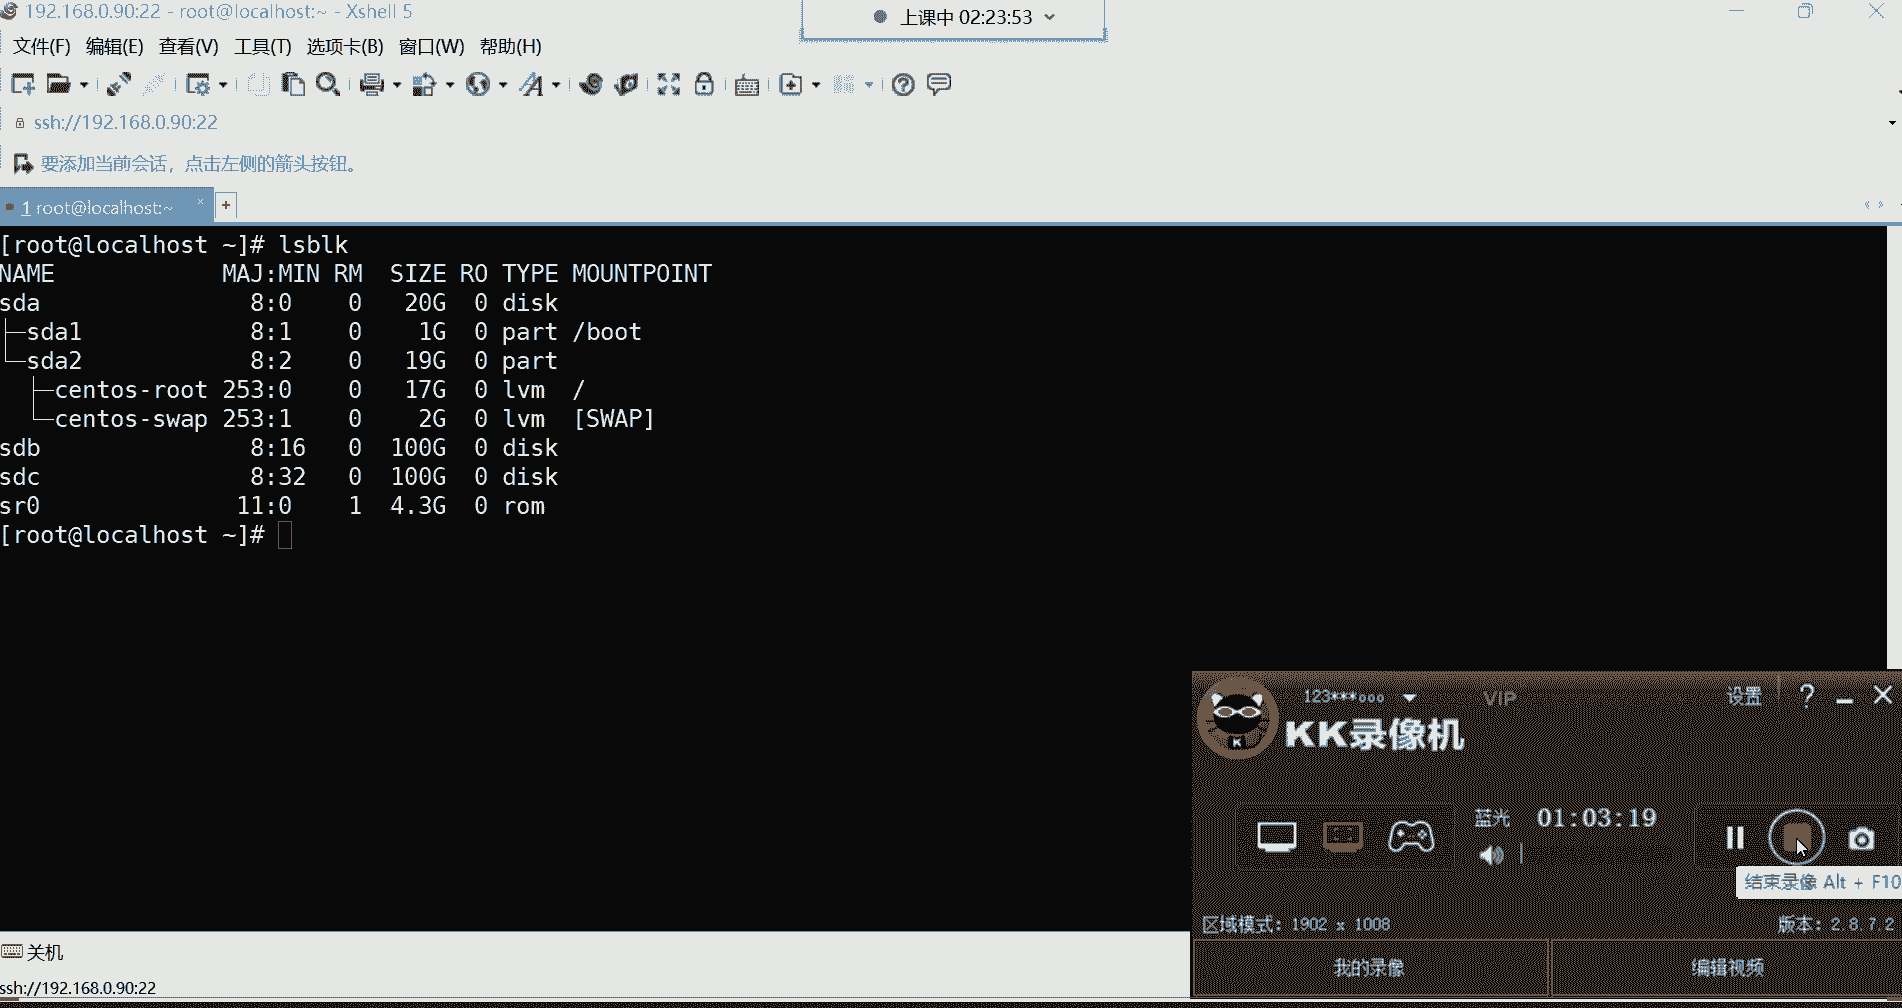 192.168.0.90:22 - root@localhost:~ - Xshell 5
上课中 02:23:53
文件(F) 编辑(E) 查看(V) 工具(T) 选项卡(B) 窗口(W) 帮助(H)
ssh://192.168.0.90:22
要添加当前会话，点击左侧的箭头按钮。
1 root@localhost:~ × +
[root@localhost ~]# lsblk
NAME            MAJ:MIN RM  SIZE RO TYPE MOUNTPOINT
sda               8:0    0   20G  0 disk
├─sda1            8:1    0    1G  0 part /boot
└─sda2            8:2    0   19G  0 part
  ├─centos-root 253:0    0   17G  0 lvm  /
  └─centos-swap 253:1    0    2G  0 lvm  [SWAP]
sdb               8:16   0  100G  0 disk
sdc               8:32   0  100G  0 disk
sr0              11:0    1  4.3G  0 rom
[root@localhost ~]#
123***ooo VIP 设置 ?
KK录像机
K
蓝光 01:03:19
结束录像 Alt + F10
区域模式：1902 x 1008 版本：2.8.7.2
我的录像 编辑视频
关机
ssh://192.168.0.90:22